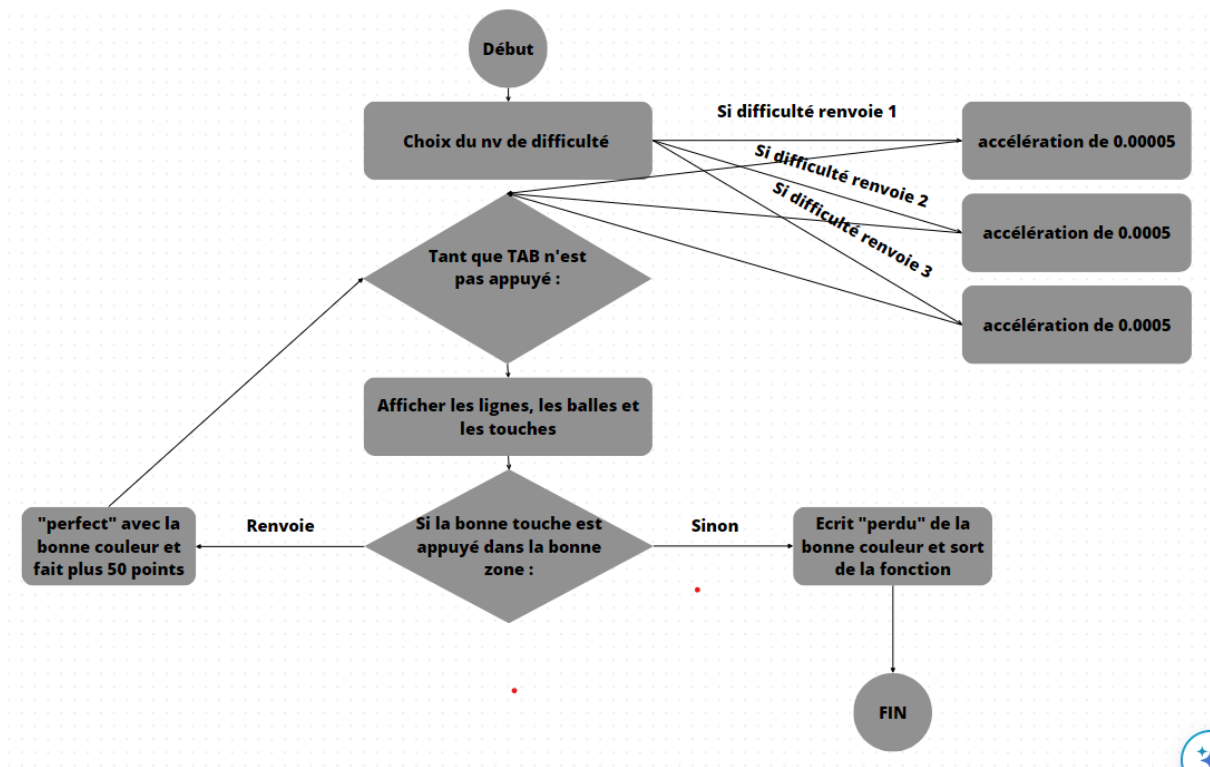 Début
Choix du nv de difficulté
Si difficulté renvoie 1
accélération de 0.00005
Si difficulté renvoie 2
accélération de 0.0005
Si difficulté renvoie 3
accélération de 0.0005
Tant que TAB n'est
pas appuyé :
Afficher les lignes, les balles et
les touches
Si la bonne touche est
appuyé dans la bonne
zone :
Renvoie
"perfect" avec la
bonne couleur et
fait plus 50 points
Sinon
Ecrit "perdu" de la
bonne couleur et sort
de la fonction
FIN